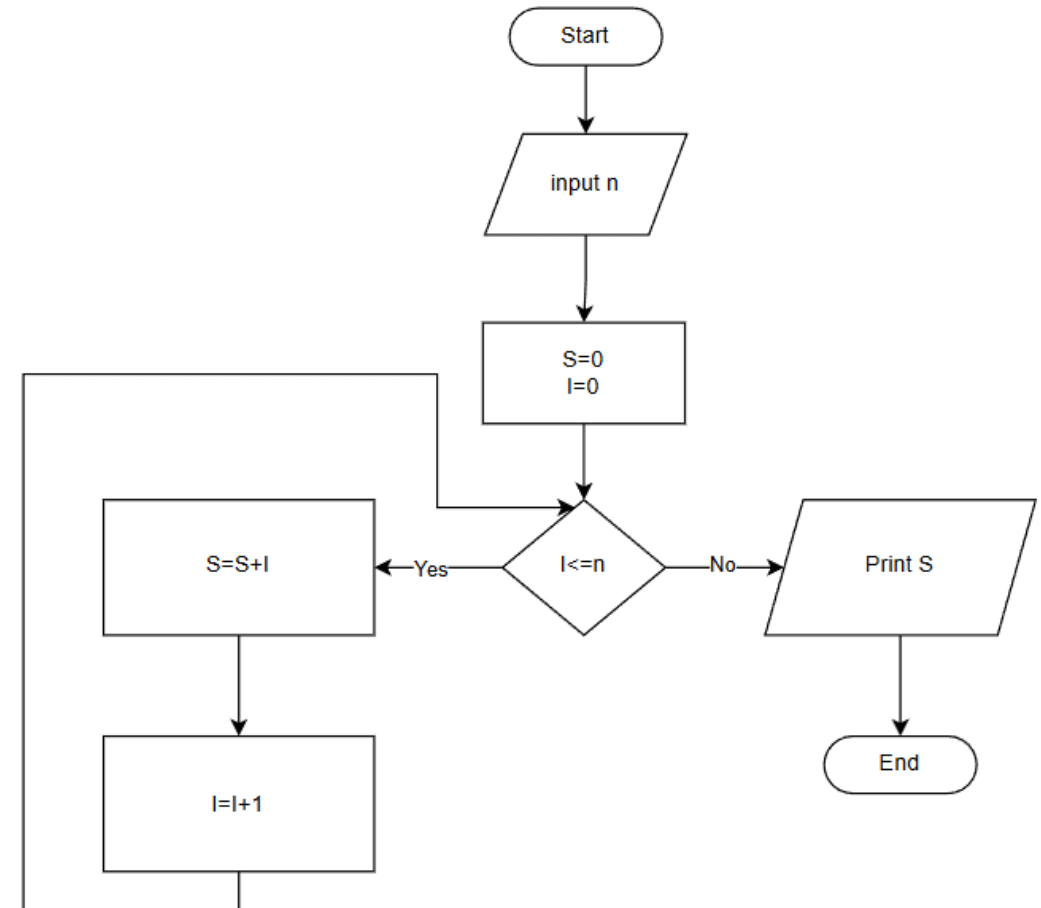 Start
input n
S=0
I=0
I<=n
Yes
No
S=S+I
Print S
I=I+1
End